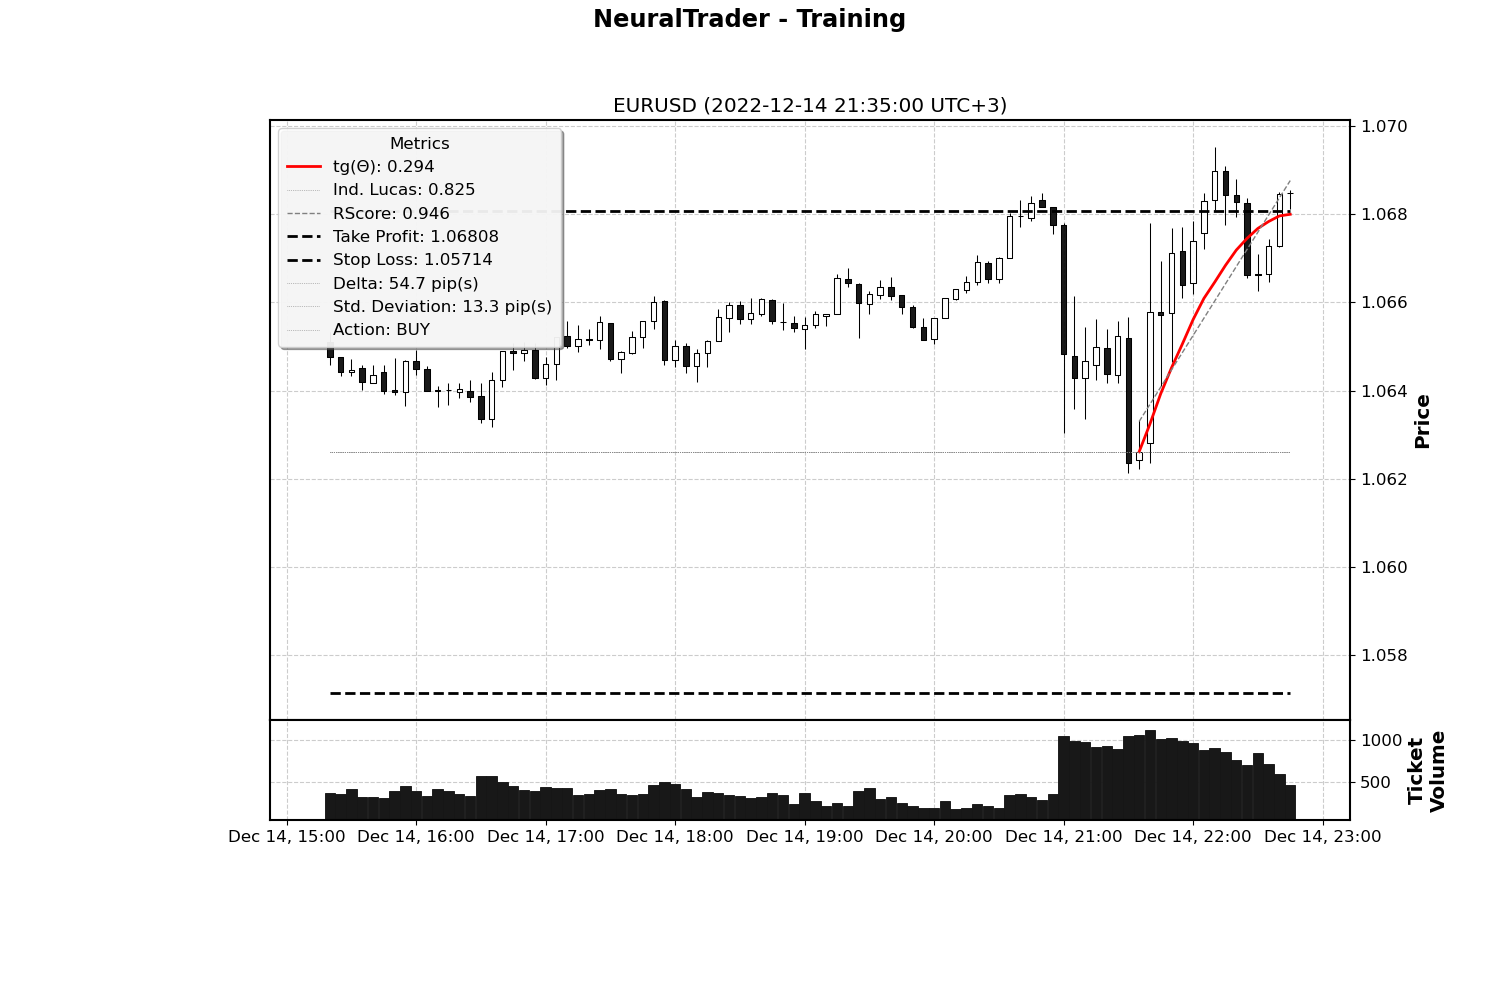 NeuralTrader - Training
EURUSD (2022-12-14 21:35:00 UTC+3)
Metrics
tg(Θ): 0.294
Ind. Lucas: 0.825
RScore: 0.946
Take Profit: 1.06808
Stop Loss: 1.05714
Delta: 54.7 pip(s)
Std. Deviation: 13.3 pip(s)
Action: BUY
1.070
1.068
1.066
1.064
1.062
1.060
1.058
Price
1000
500
Ticket
Volume
Dec 14, 15:00
Dec 14, 16:00
Dec 14, 17:00
Dec 14, 18:00
Dec 14, 19:00
Dec 14, 20:00
Dec 14, 21:00
Dec 14, 22:00
Dec 14, 23:00